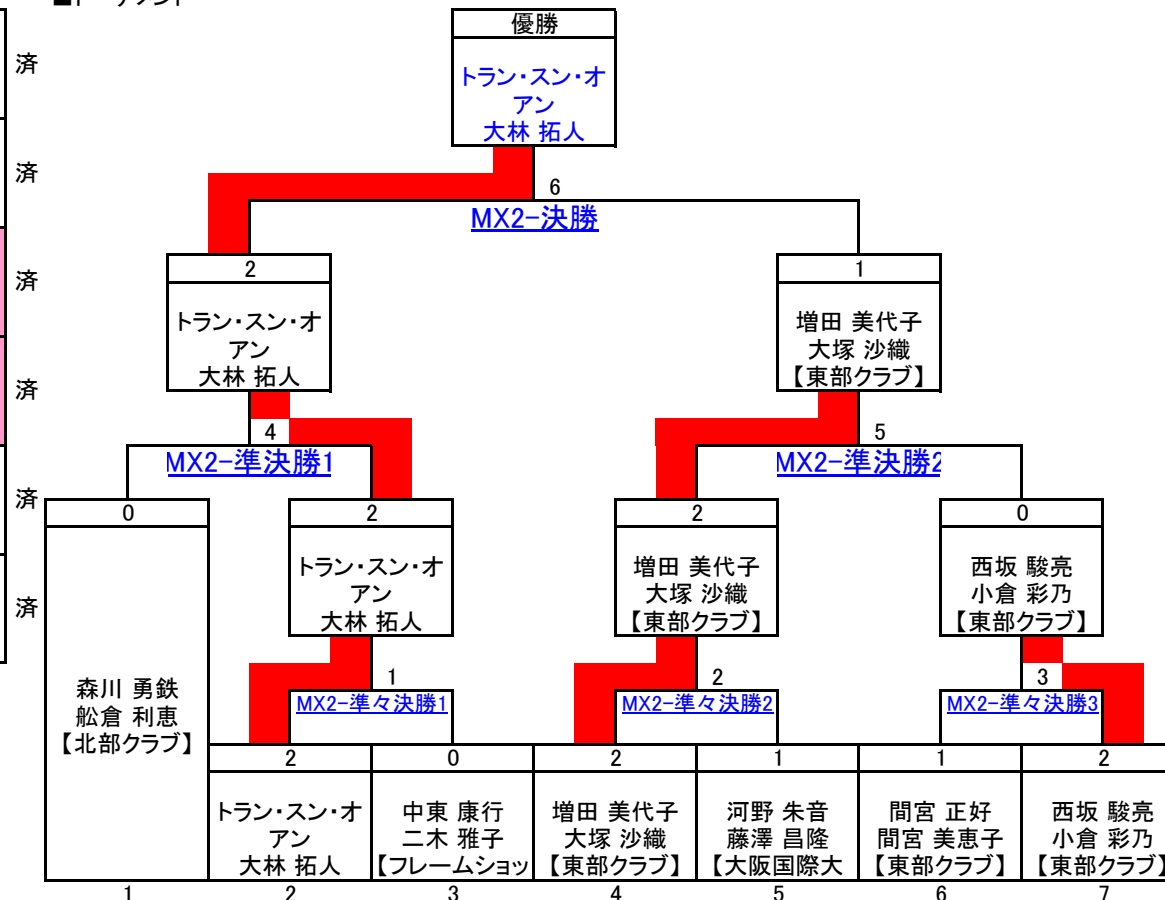 ■トーナメント
優勝
済
トラン・スン・オ
アン
大林 拓人
済
6
MX2-決勝
済
2
1
トラン・スン・オ
アン
大林 拓人
増田 美代子
大塚 沙織
【東部クラブ】
済
4
5
MX2-準決勝1
MX2-準決勝2
済
0
2
2
0
トラン・スン・オ
アン
大林 拓人
増田 美代子
大塚 沙織
【東部クラブ】
西坂 駿亮
小倉 彩乃
【東部クラブ】
済
森川 勇鉄
舩倉 利恵
【北部クラブ】
1
2
3
MX2-準々決勝1
MX2-準々決勝2
MX2-準々決勝3
2
0
2
1
1
2
トラン・スン・オ
アン
大林 拓人
中東 康行
二木 雅子
【フレームショッ
増田 美代子
大塚 沙織
【東部クラブ】
河野 朱音
藤澤 昌隆
【大阪国際大
間宮 正好
間宮 美恵子
【東部クラブ】
西坂 駿亮
小倉 彩乃
【東部クラブ】
1
2
3
4
5
6
7